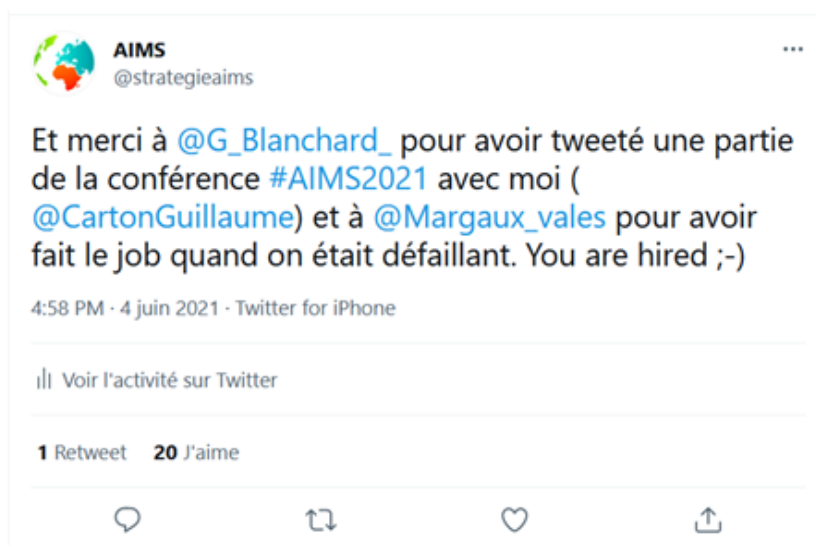 AIMS
@strategieaims
Et merci à @G_Blanchard_ pour avoir tweeté une partie
de la conférence #AIMS2021 avec moi (
@CartonGuillaume) et à @Margaux_vales pour avoir
fait le job quand on était défaillant. You are hired ;-)
4:58 PM · 4 juin 2021 · Twitter for iPhone
Voir l'activité sur Twitter
1 Retweet 20 J'aime